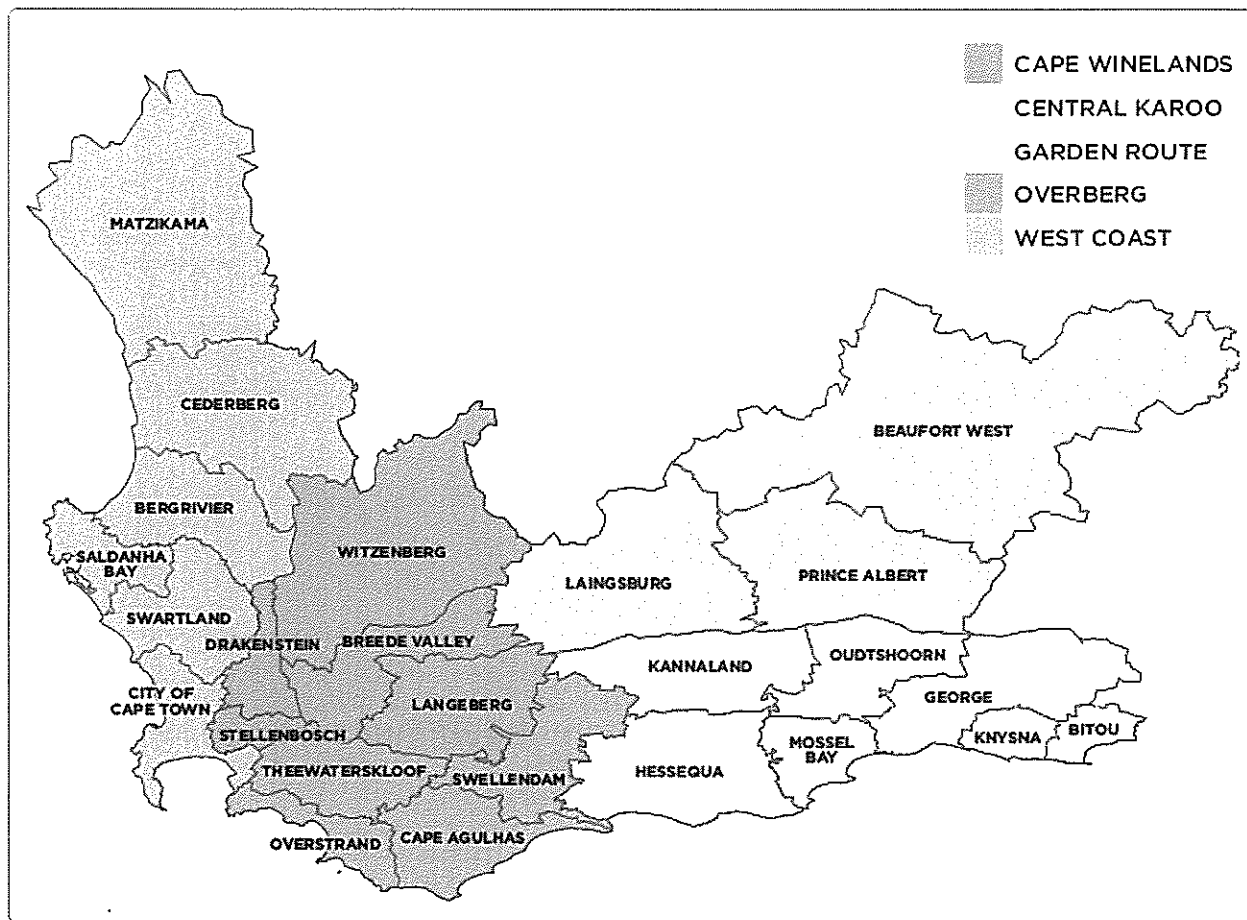 CAPE WINELANDS
CENTRAL KAROO
GARDEN ROUTE
OVERBERG
WEST COAST
MATZIKAMA
CEDERBERG
BEAUFORT WEST
BERGRIVIER
WITZENBERG
SALDANHA
BAY
LAINGSBURG
PRINCE ALBERT
SWARTLAND
DRAKENSTEIN
BREEDE VALLEY
KANNALAND
OUDTSHOORN
CITY OF
CAPE TOWN
LANGEBERG
GEORGE
STELLENBOSCH
MOSSEL
BAY
KNYSNA
BITOU
THEEWATERSKLOOF
SWELLENDAM
HESSEQUA
OVERSTRAND
CAPE AGULHAS